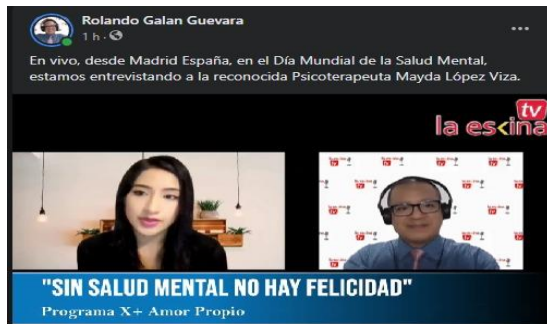 Rolando Galan Guevara
1 h ·
En vivo, desde Madrid España, en el Día Mundial de la Salud Mental,
estamos entrevistando a la reconocida Psicoterapeuta Mayda López Viza.
tv
la esquina
"SIN SALUD MENTAL NO HAY FELICIDAD"
Programa X+ Amor Propio